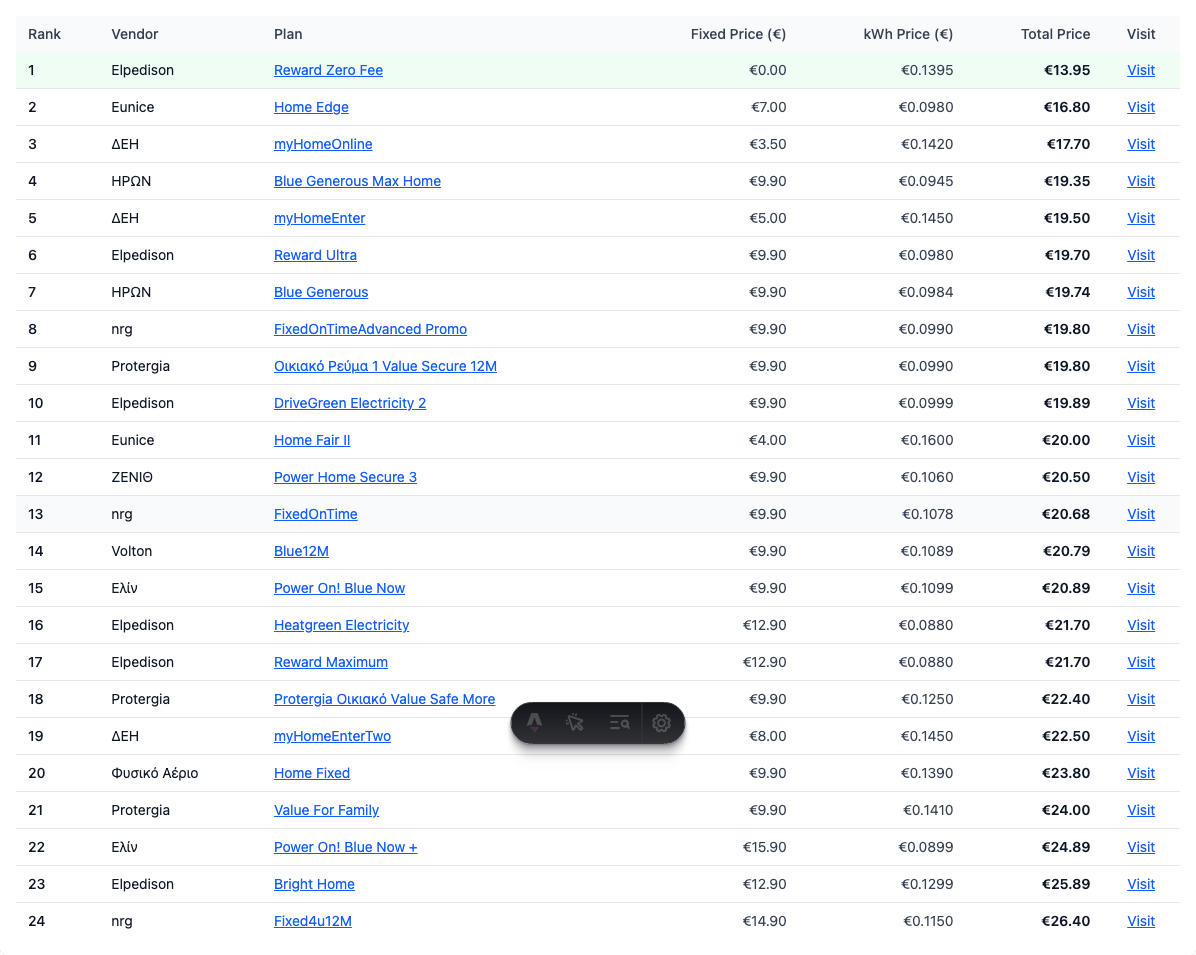 Rank Vendor Plan Fixed Price (€) kWh Price (€) Total Price Visit
1 Elpedison Reward Zero Fee €0.00 €0.1395 €13.95 Visit
2 Eunice Home Edge €7.00 €0.0980 €16.80 Visit
3 ΔΕΗ myHomeOnline €3.50 €0.1420 €17.70 Visit
4 ΗΡΩΝ Blue Generous Max Home €9.90 €0.0945 €19.35 Visit
5 ΔΕΗ myHomeEnter €5.00 €0.1450 €19.50 Visit
6 Elpedison Reward Ultra €9.90 €0.0980 €19.70 Visit
7 ΗΡΩΝ Blue Generous €9.90 €0.0984 €19.74 Visit
8 nrg FixedOnTimeAdvanced Promo €9.90 €0.0990 €19.80 Visit
9 Protergia Οικιακό Ρεύμα 1 Value Secure 12M €9.90 €0.0990 €19.80 Visit
10 Elpedison DriveGreen Electricity 2 €9.90 €0.0999 €19.89 Visit
11 Eunice Home Fair II €4.00 €0.1600 €20.00 Visit
12 ΖΕΝΙΘ Power Home Secure 3 €9.90 €0.1060 €20.50 Visit
13 nrg FixedOnTime €9.90 €0.1078 €20.68 Visit
14 Volton Blue12M €9.90 €0.1089 €20.79 Visit
15 Ελίν Power On! Blue Now €9.90 €0.1099 €20.89 Visit
16 Elpedison Heatgreen Electricity €12.90 €0.0880 €21.70 Visit
17 Elpedison Reward Maximum €12.90 €0.0880 €21.70 Visit
18 Protergia Protergia Οικιακό Value Safe More €9.90 €0.1250 €22.40 Visit
19 ΔΕΗ myHomeEnterTwo €8.00 €0.1450 €22.50 Visit
20 Φυσικό Αέριο Home Fixed €9.90 €0.1390 €23.80 Visit
21 Protergia Value For Family €9.90 €0.1410 €24.00 Visit
22 Ελίν Power On! Blue Now + €15.90 €0.0899 €24.89 Visit
23 Elpedison Bright Home €12.90 €0.1299 €25.89 Visit
24 nrg Fixed4u12M €14.90 €0.1150 €26.40 Visit